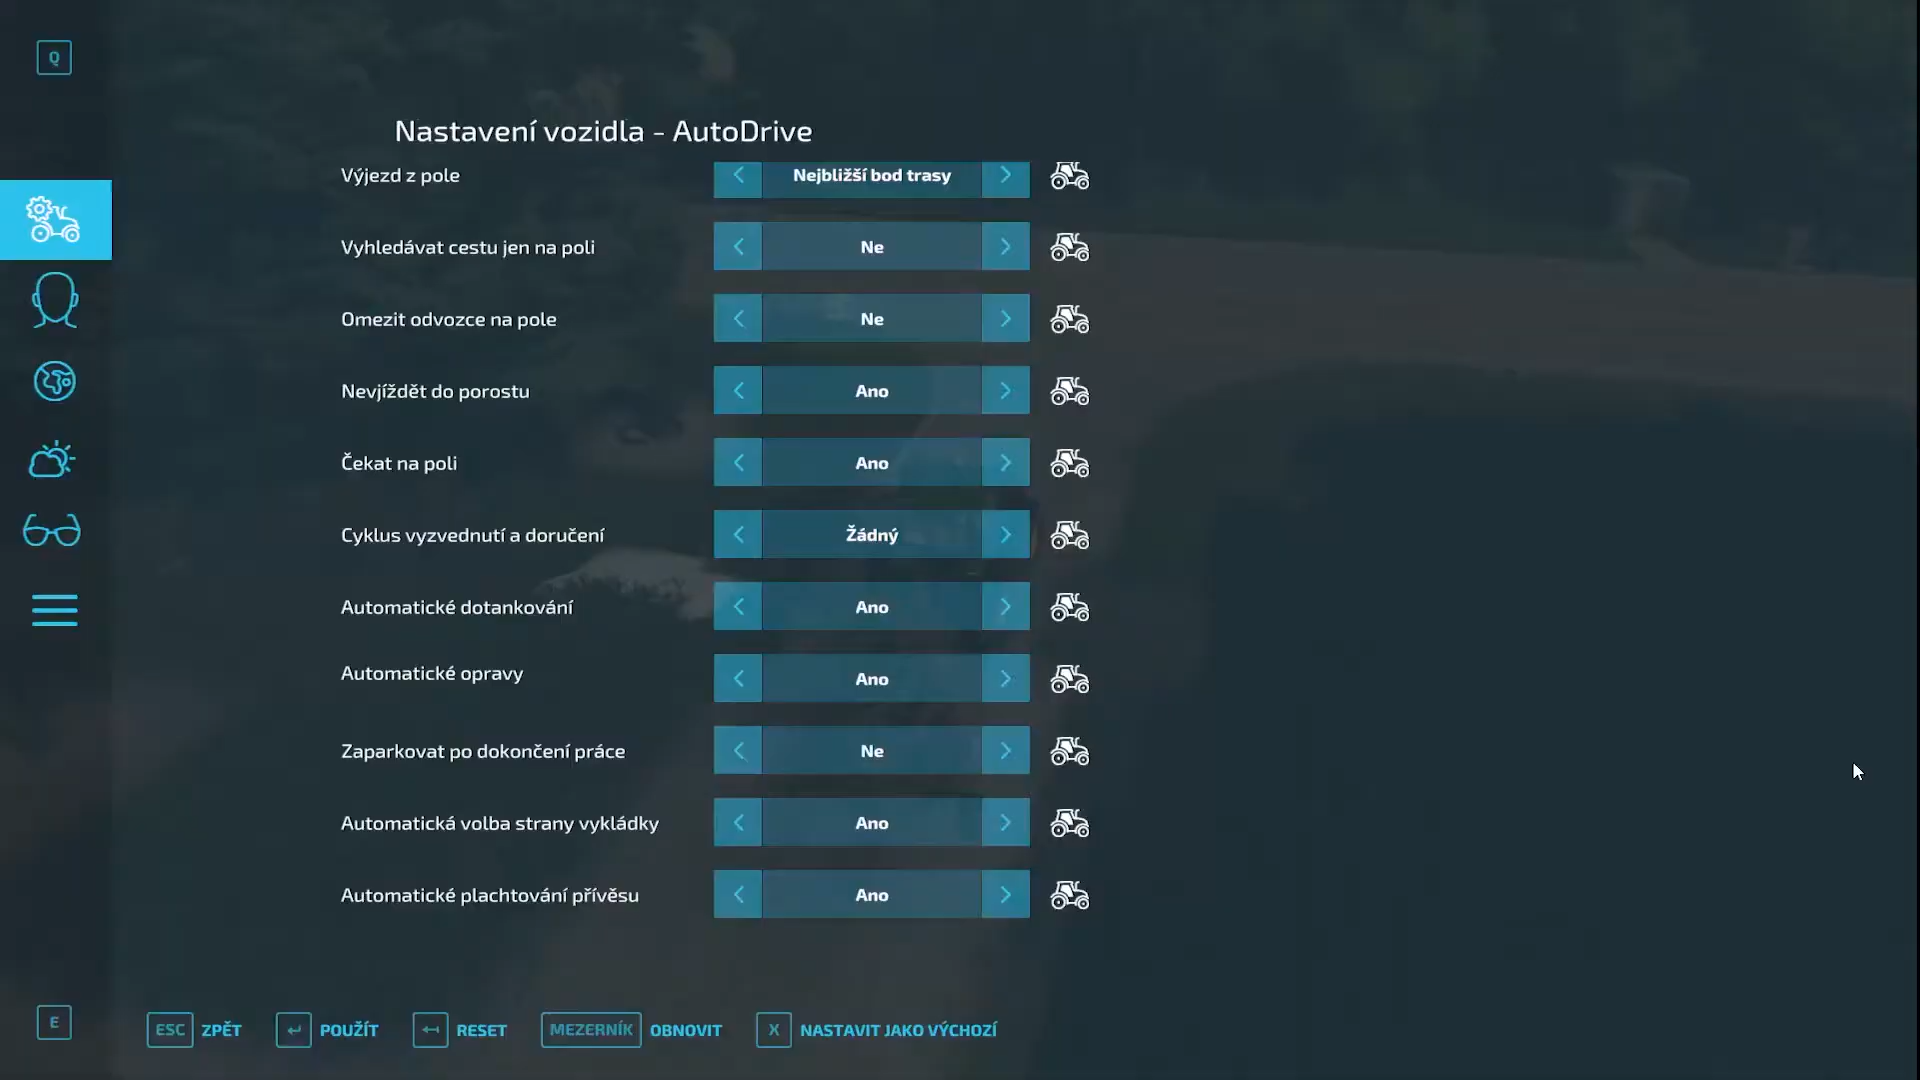 Q
Nastavení vozidla - AutoDrive
Výjezd z pole Nejbližší bod trasy
Vyhledávat cestu jen na poli Ne
Omezit odvozce na pole Ne
Nevjíždět do porostu Ano
Čekat na poli Ano
Cyklus vyzvednutí a doručení Žádný
Automatické dotankování Ano
Automatické opravy Ano
Zaparkovat po dokončení práce Ne
Automatická volba strany vykládky Ano
Automatické plachtování přívěsu Ano
E
ESC ZPĚT POUŽÍT RESET MEZERNÍK OBNOVIT X NASTAVIT JAKO VÝCHOZÍ